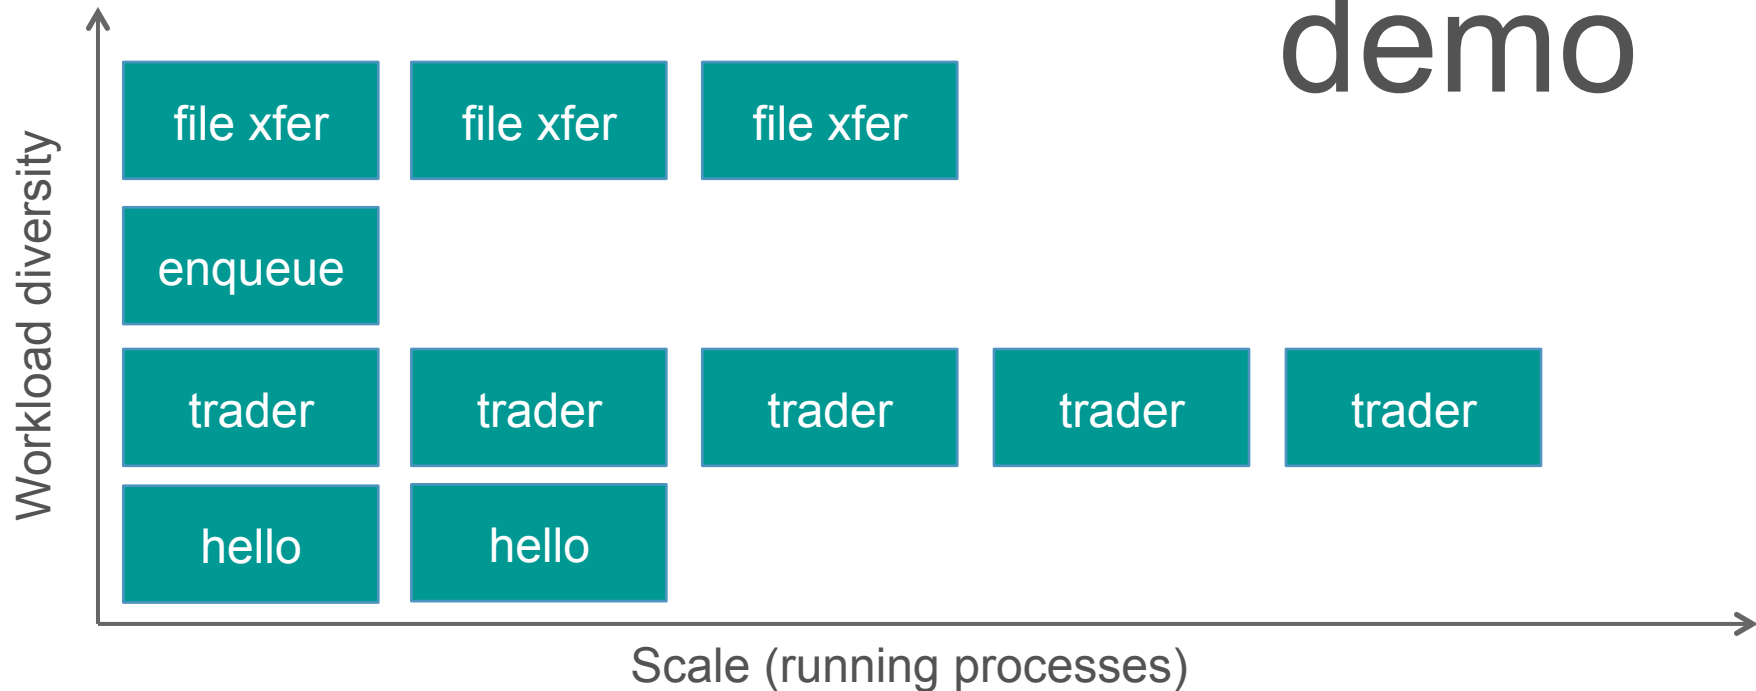 demo
Workload diversity
file xfer file xfer file xfer
enqueue
trader trader trader trader trader
hello hello
Scale (running processes)